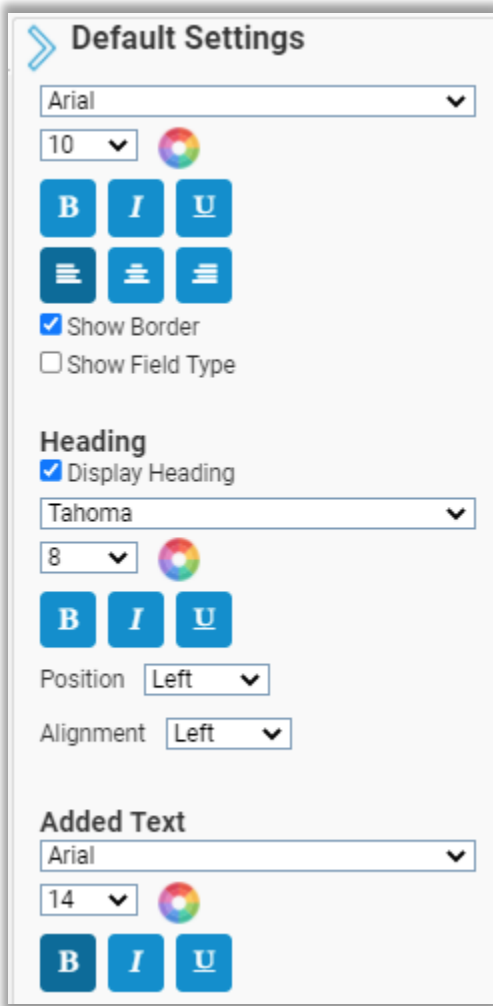 Default Settings
Arial
10
B I U
Show Border
Show Field Type
Heading
Display Heading
Tahoma
8
B I U
Position Left
Alignment Left
Added Text
Arial
14
B I U